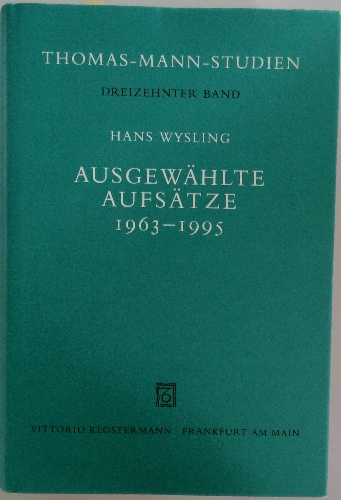 THOMAS-MANN-STUDIEN
DREIZEHNTER BAND
HANS WYSLING
AUSGEWÄHLTE
AUFSÄTZE
1963–1995
VITTORIO KLOSTERMANN · FRANKFURT AM MAIN